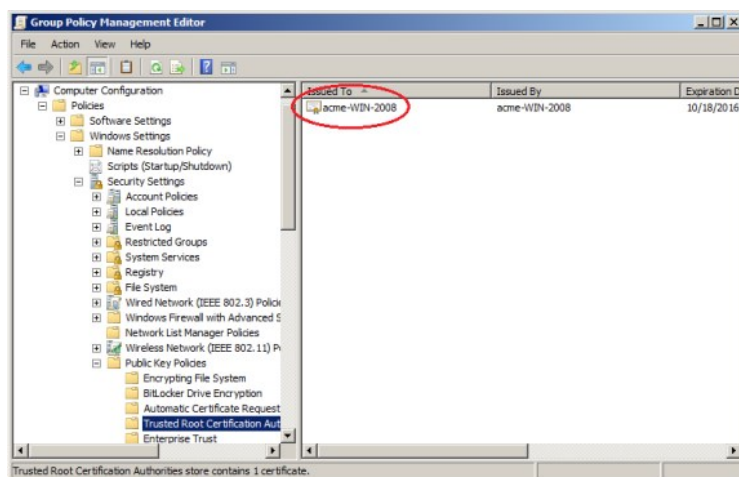 Group Policy Management Editor
File Action View Help
Computer Configuration
Policies
Software Settings
Windows Settings
Name Resolution Policy
Scripts (Startup/Shutdown)
Security Settings
Account Policies
Local Policies
Event Log
Restricted Groups
System Services
Registry
File System
Wired Network (IEEE 802.3) Policie
Windows Firewall with Advanced S
Network List Manager Policies
Wireless Network (IEEE 802.11) P
Public Key Policies
Encrypting File System
BitLocker Drive Encryption
Automatic Certificate Request
Trusted Root Certification Aut
Enterprise Trust
Issued To Issued By Expiration D
acme-WIN-2008 acme-WIN-2008 10/18/2016
Trusted Root Certification Authorities store contains 1 certificate.